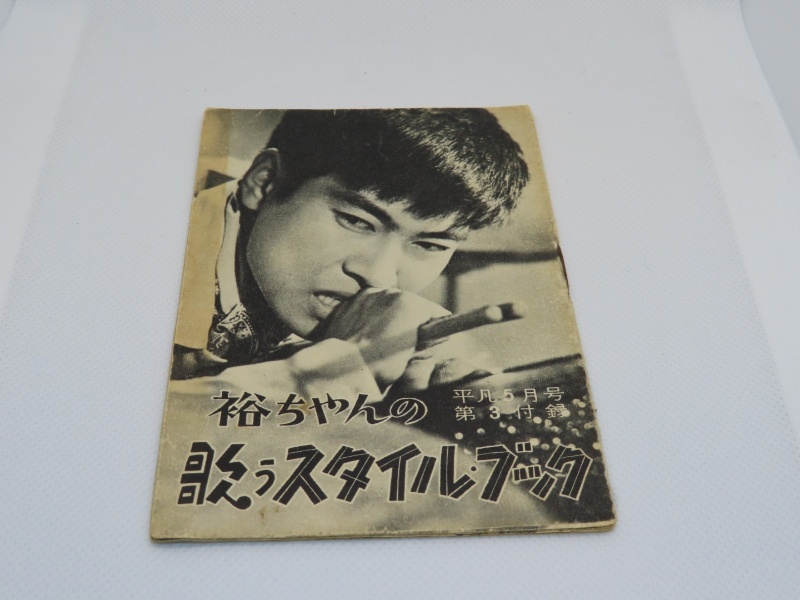 裕ちゃんの
平凡5月号
第3付録
歌うスタイル・ブック